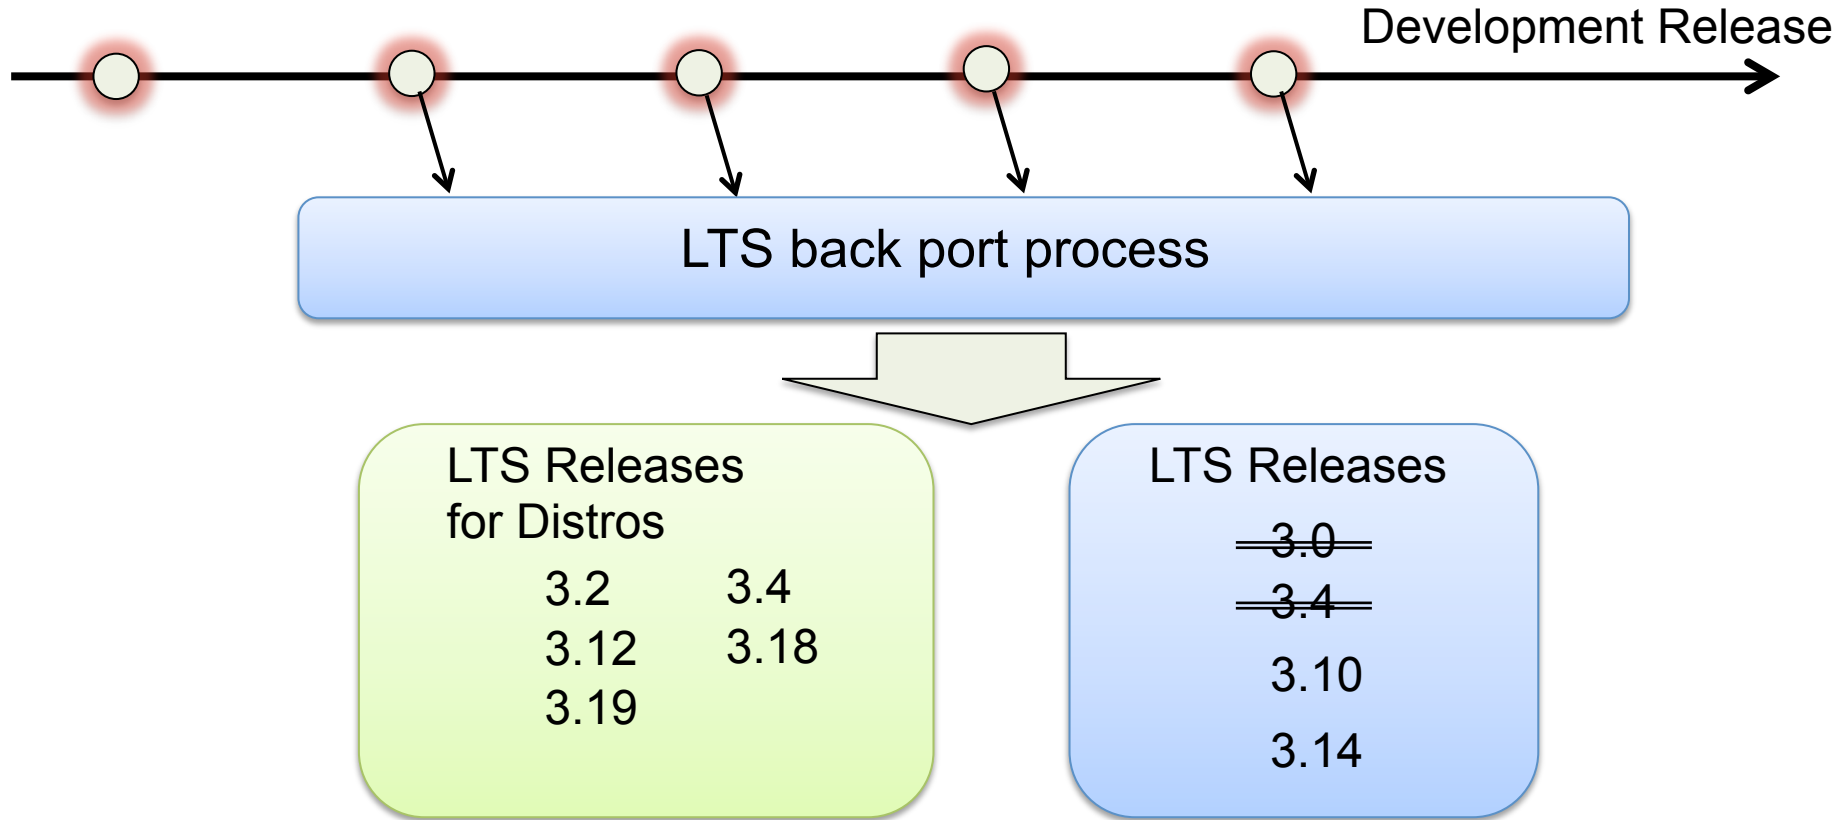 Development Release
LTS back port process
LTS Releases
for Distros
3.2 3.4
3.12 3.18
3.19
LTS Releases
3.0
3.4
3.10
3.14